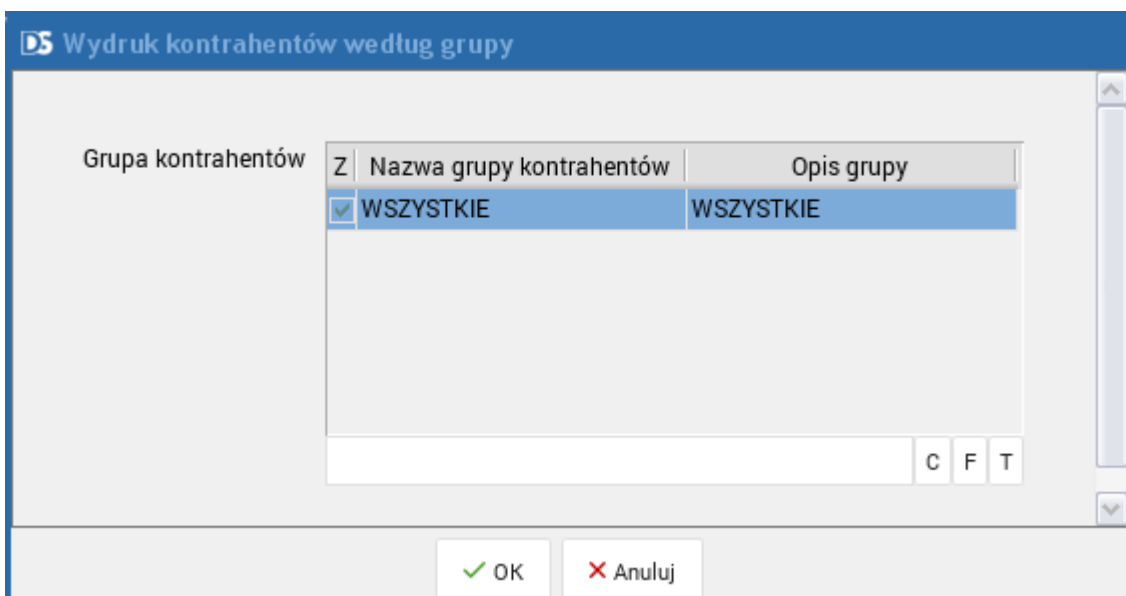 DS Wydruk kontrahentów według grupy
Grupa kontrahentów
Z Nazwa grupy kontrahentów Opis grupy
WSZYSTKIE WSZYSTKIE
C F T
OK Anuluj